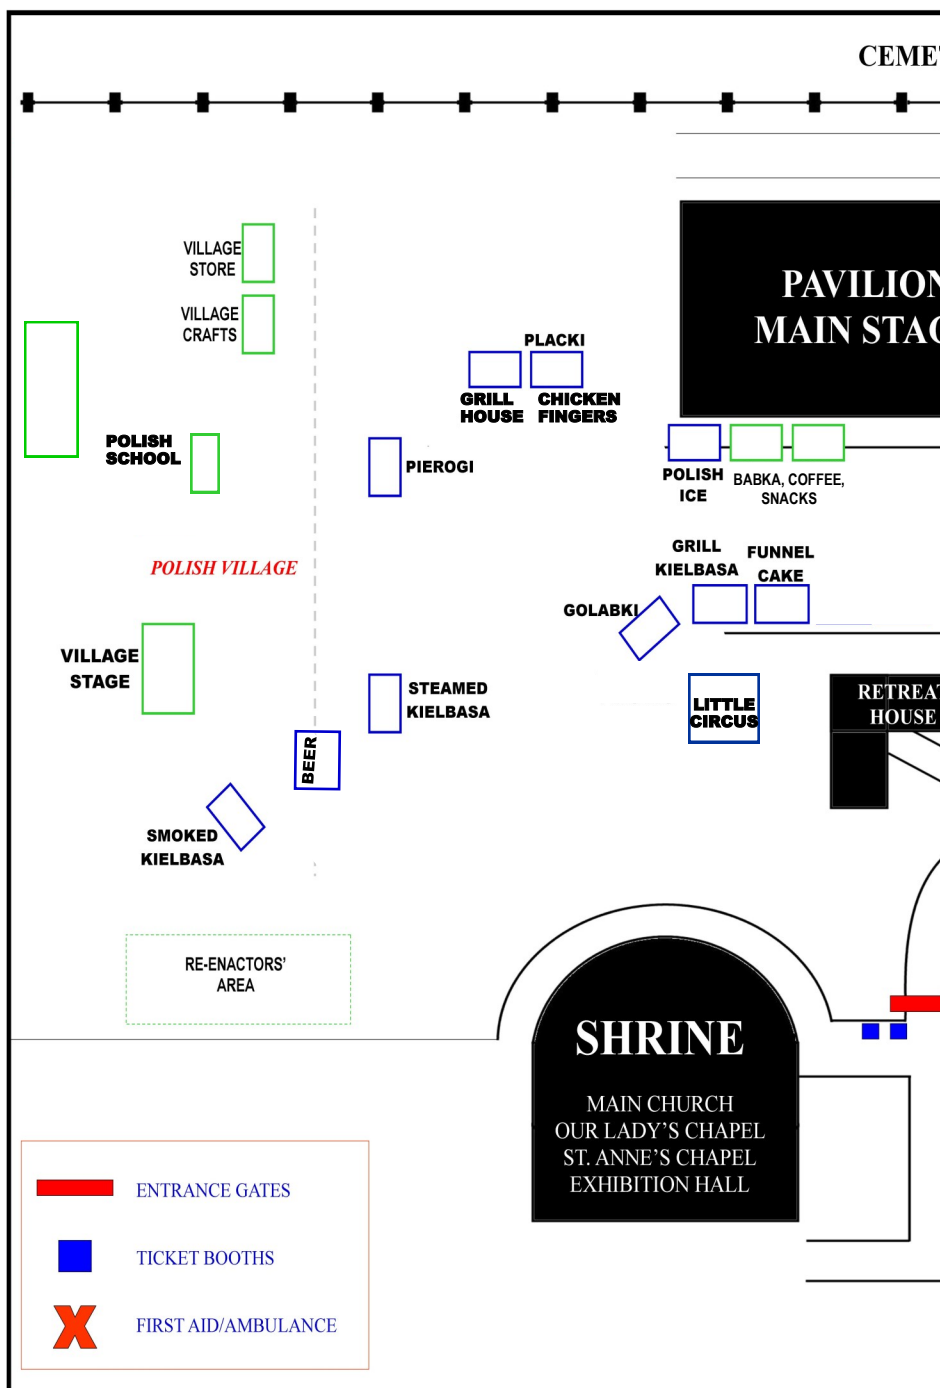 CEME
VILLAGE
STORE
VILLAGE
CRAFTS
PAVILION
MAIN STAG
PLACKI
GRILL
HOUSE
CHICKEN
FINGERS
POLISH
SCHOOL
PIEROGI
POLISH
ICE
BABKA, COFFEE,
SNACKS
POLISH VILLAGE
GRILL
KIELBASA
FUNNEL
CAKE
GOLABKI
VILLAGE
STAGE
STEAMED
KIELBASA
LITTLE
CIRCUS
RETREAT
HOUSE
BEER
SMOKED
KIELBASA
RE-ENACTORS'
AREA
SHRINE
MAIN CHURCH
OUR LADY'S CHAPEL
ST. ANNE'S CHAPEL
EXHIBITION HALL
ENTRANCE GATES
TICKET BOOTHS
FIRST AID/AMBULANCE